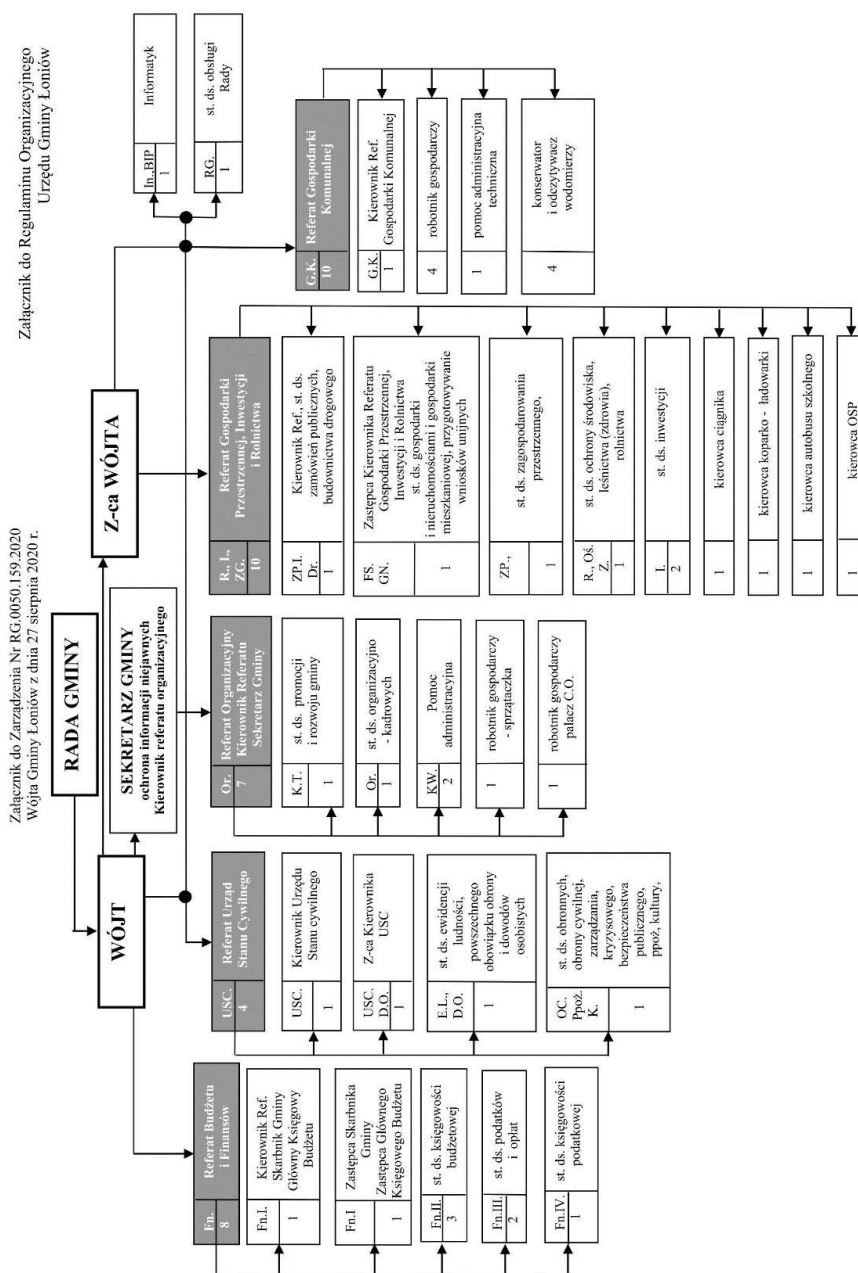 Załącznik do Zarządzenia Nr RG.0050.159.2020
Wójta Gminy Łoniów z dnia 27 sierpnia 2020 r.
Załącznik do Regulaminu Organizacyjnego
Urzędu Gminy Łoniów
RADA GMINY
WÓJT
Z-ca WÓJTA
SEKRETARZ GMINY
ochrona informacji niejawnych
Kierownik referatu organizacyjnego
In.,BIP
1
Informatyk
RG.
1
st. ds. obsługi
Rady
Fn.
8
Referat Budżetu
i Finansów
Fn.I.
1
Kierownik Ref.
Skarbnik Gminy
Główny Księgowy
Budżetu
Fn.I
1
Zastępca Skarbnika
Gminy
Zastępca Głównego
Księgowego Budżetu
Fn.II.
3
st. ds. księgowości
budżetowej
Fn.III.
2
st. ds. podatków
i opłat
Fn.IV.
1
st. ds. księgowości
podatkowej
USC.
4
Referat Urząd
Stanu Cywilnego
USC.
1
Kierownik Urzędu
Stanu cywilnego
USC.
D.O.
1
Z-ca Kierownika
USC
E.L.,
D.O.
1
st. ds. ewidencji
ludności,
powszechnego
obowiązku obrony
i dowodów
osobistych
OC.
Ppoż.
K.
1
st. ds. obronnych,
obrony cywilnej,
zarządzania,
kryzysowego,
bezpieczeństwa
publicznego,
ppoż, kultury,
Or.
7
Referat Organizacyjny
Kierownik Referatu
Sekretarz Gminy
K.T.
1
st. ds. promocji
i rozwoju gminy
Or.
1
st. ds. organizacyjno
- kadrowych
KW.
2
Pomoc
administracyjna
1
robotnik gospodarczy
- sprzątaczka
1
robotnik gospodarczy
palacz C.O.
R., I.,
ZG.
10
Referat Gospodarki
Przestrzennej, Inwestycji
i Rolnictwa
ZP.I.
Dr.
1
Kierownik Ref., st. ds.
zamówień publicznych,
budownictwa drogowego
FS.
GN.
1
Zastępca Kierownika Referatu
Gospodarki Przestrzennej,
Inwestycji i Rolnictwa
st. ds. gospodarki
i nieruchomościami i gospodarki
mieszkaniowej, przygotowywanie
wniosków unijnych
ZP.,
1
st. ds. zagospodarowania
przestrzennego,
R., Oś.
Z.
1
st. ds. ochrony środowiska,
leśnictwa (zdrowia),
rolnictwa
I.
2
st. ds. inwestycji
1
kierowca ciągnika
1
kierowca koparko - ładowarki
1
kierowca autobusu szkolnego
1
kierowca OSP
G.K.
10
Referat Gospodarki
Komunalnej
G.K.
1
Kierownik Ref.
Gospodarki Komunalnej
4
robotnik gospodarczy
1
pomoc administracyjna
techniczna
4
konserwator
i odczytywacz
wodomierzy